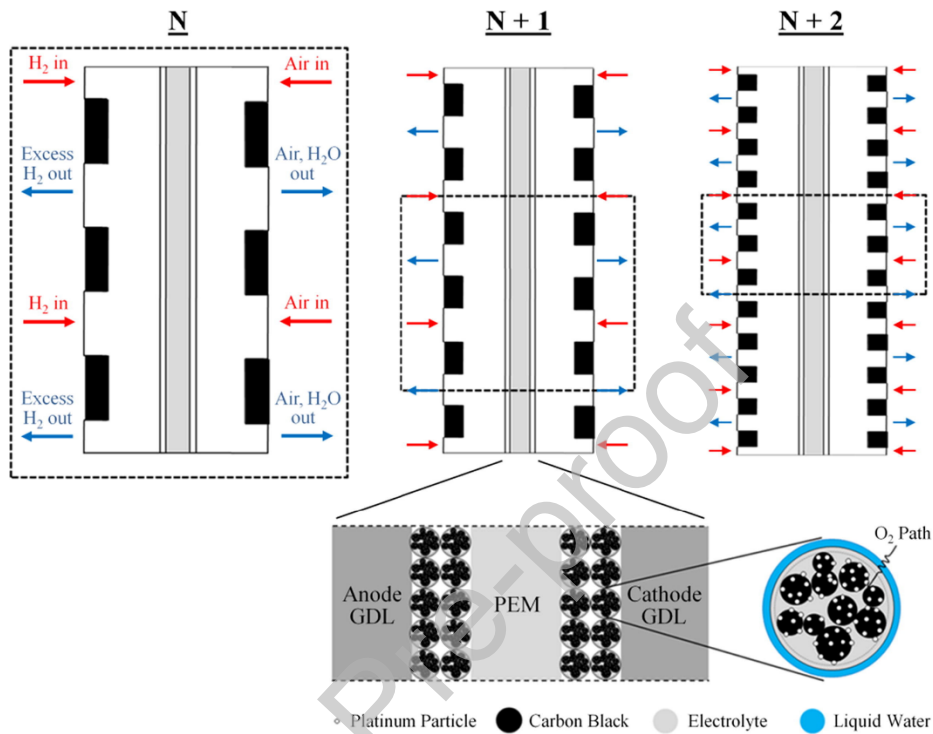 N
N + 1
N + 2
H2 in
Air in
Excess
H2 out
Air, H2O
out
H2 in
Air in
Excess
H2 out
Air, H2O
out
Pre-proof
O2 Path
Anode
GDL
PEM
Cathode
GDL
Platinum Particle
Carbon Black
Electrolyte
Liquid Water